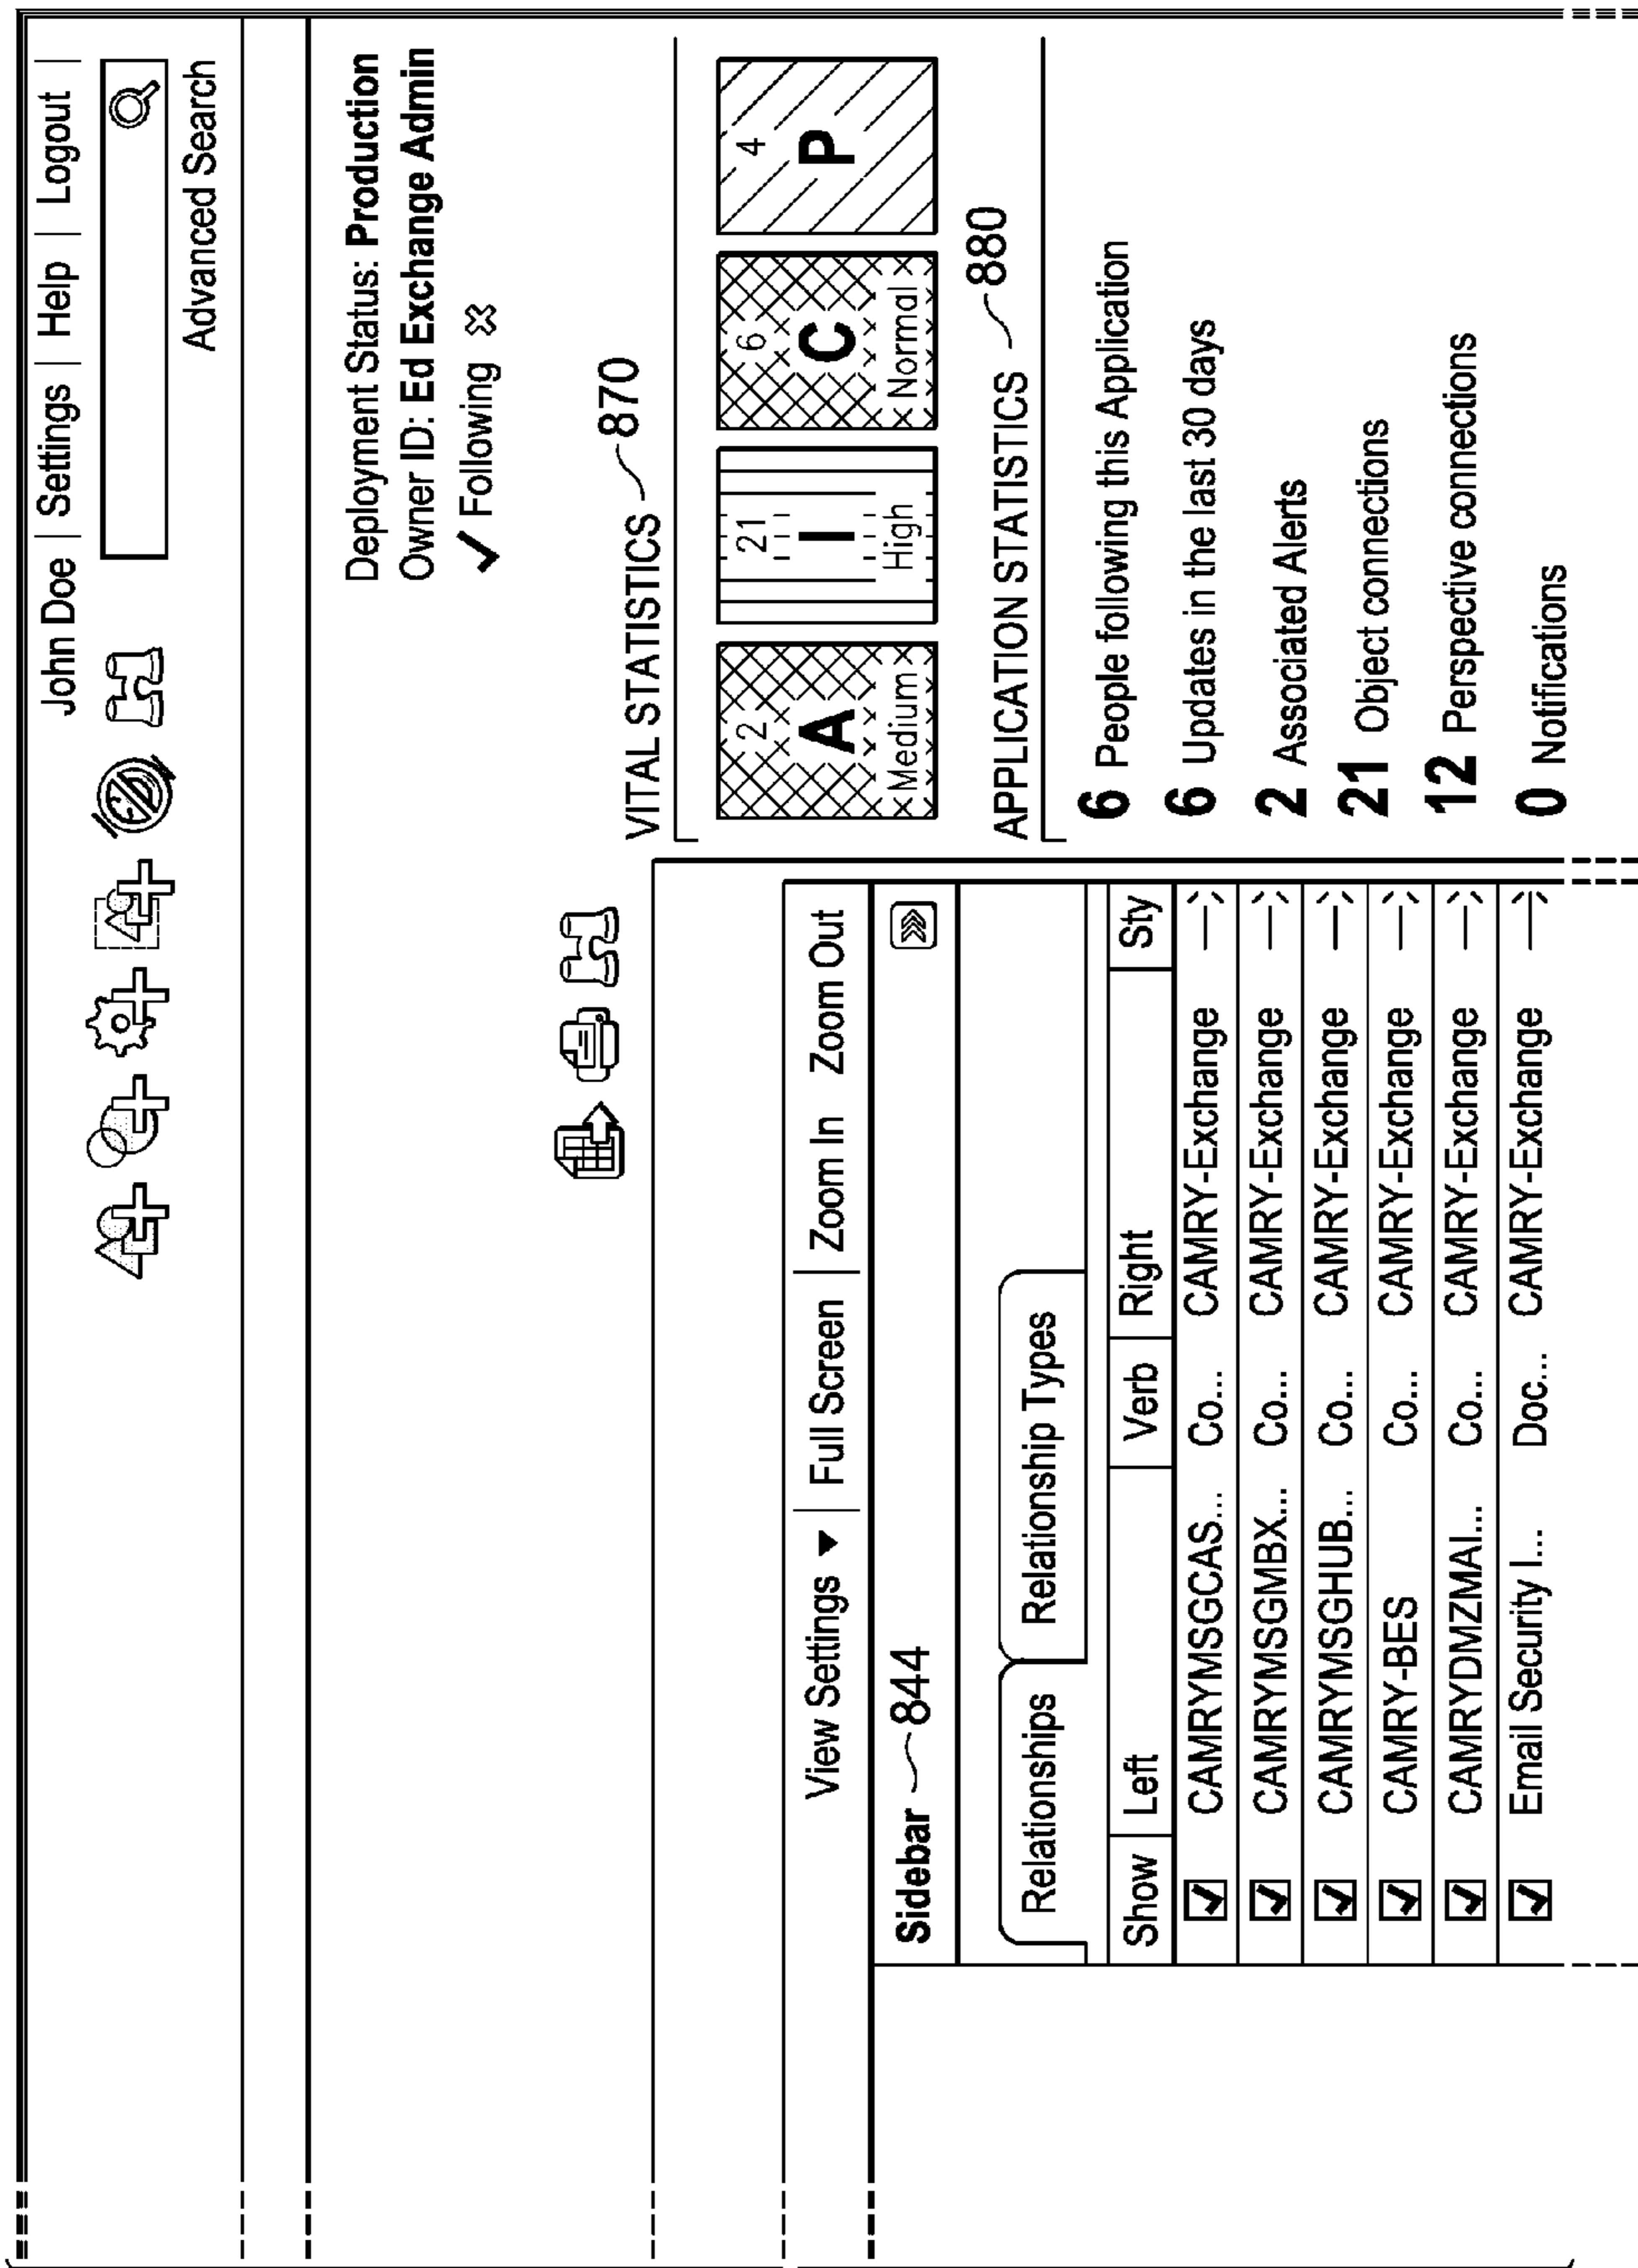 John Doe | Settings | Help | Logout |
Advanced Search
Deployment Status: Production
Owner ID: Ed Exchange Admin
✓ Following
VITAL STATISTICS 870
2 A Medium
21 I High
6 C Normal
4 P
APPLICATION STATISTICS 880
6 People following this Application
6 Updates in the last 30 days
2 Associated Alerts
21 Object connections
12 Perspective connections
0 Notifications
View Settings ▼ | Full Screen | Zoom In Zoom Out
Sidebar 844
Relationships Relationship Types
Show Left Verb Right Sty
CAMRYMSGCAS... Co... CAMRY-Exchange
CAMRYMSGMBX... Co... CAMRY-Exchange
CAMRYMSGHUB... Co... CAMRY-Exchange
CAMRY-BES Co... CAMRY-Exchange
CAMRYDMZMAI... Co... CAMRY-Exchange
Email Security I... Doc... CAMRY-Exchange